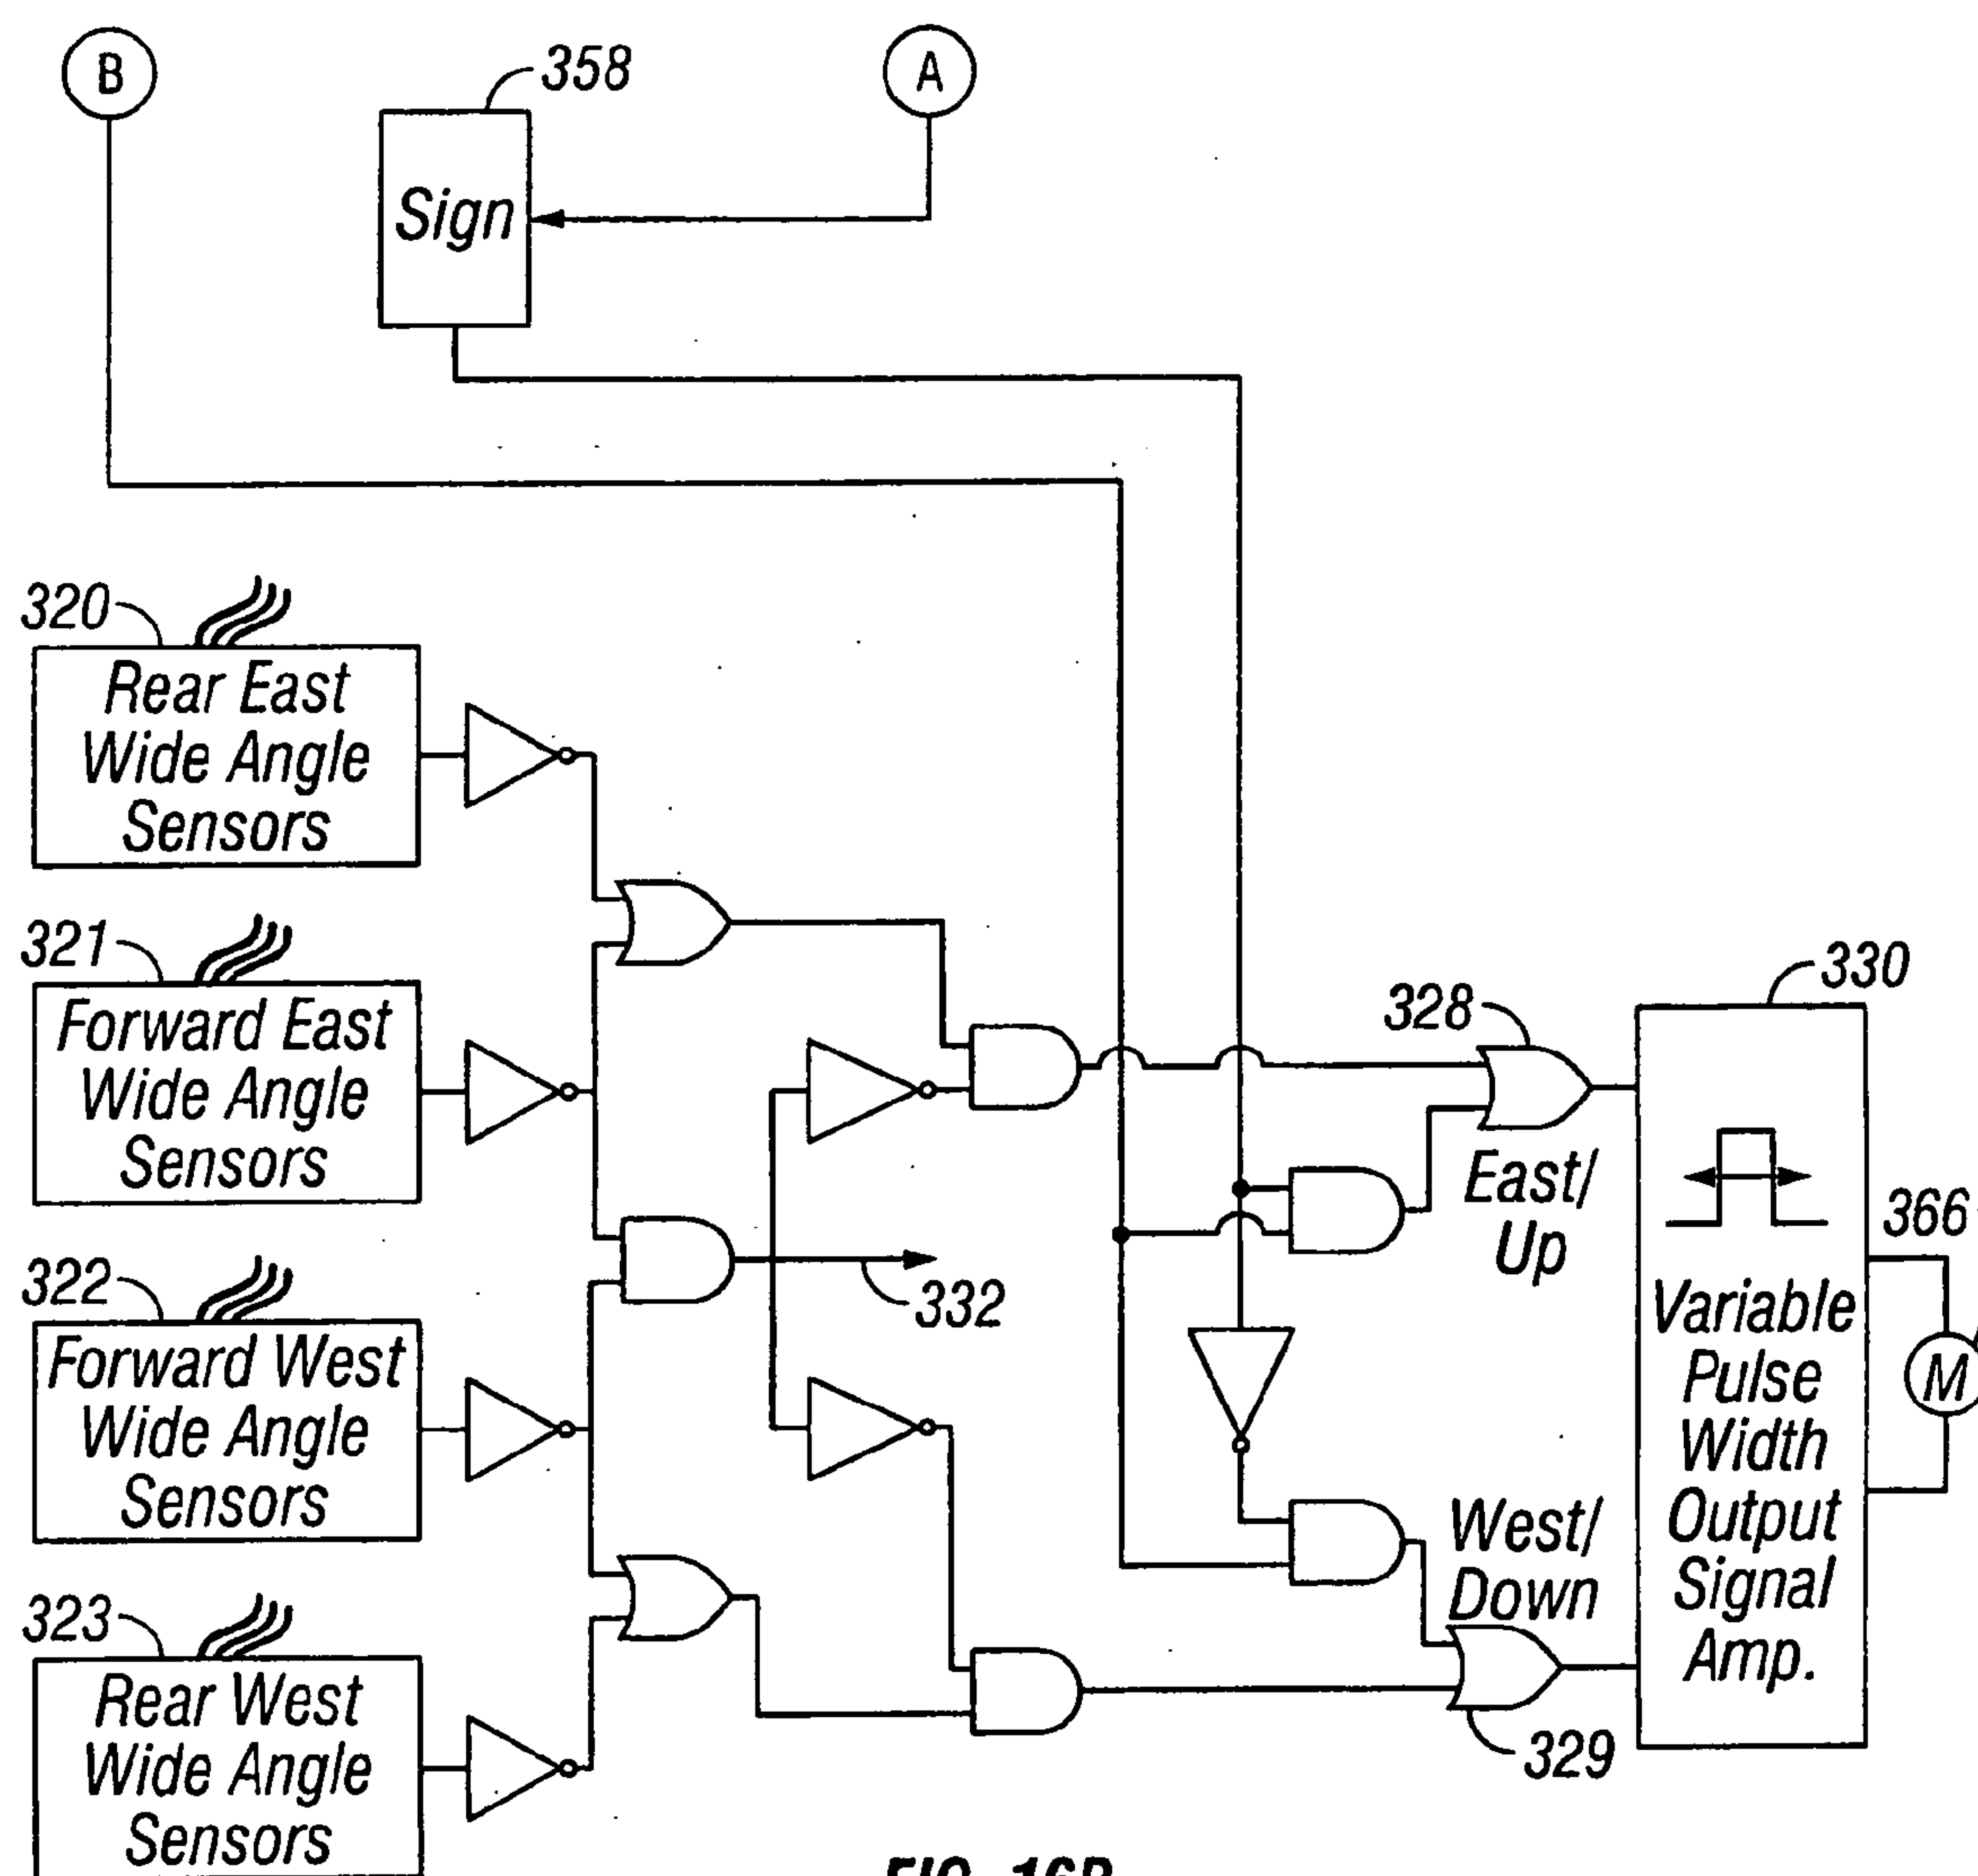 B
358
A
Sign
320
Rear East
Wide Angle
Sensors
321
Forward East
Wide Angle
Sensors
330
328
East/
Up
366
322
332
Forward West
Wide Angle
Sensors
Variable
Pulse
Width
Output
Signal
Amp.
M
West/
Down
323
329
Rear West
Wide Angle
Sensors
FIG. 16B